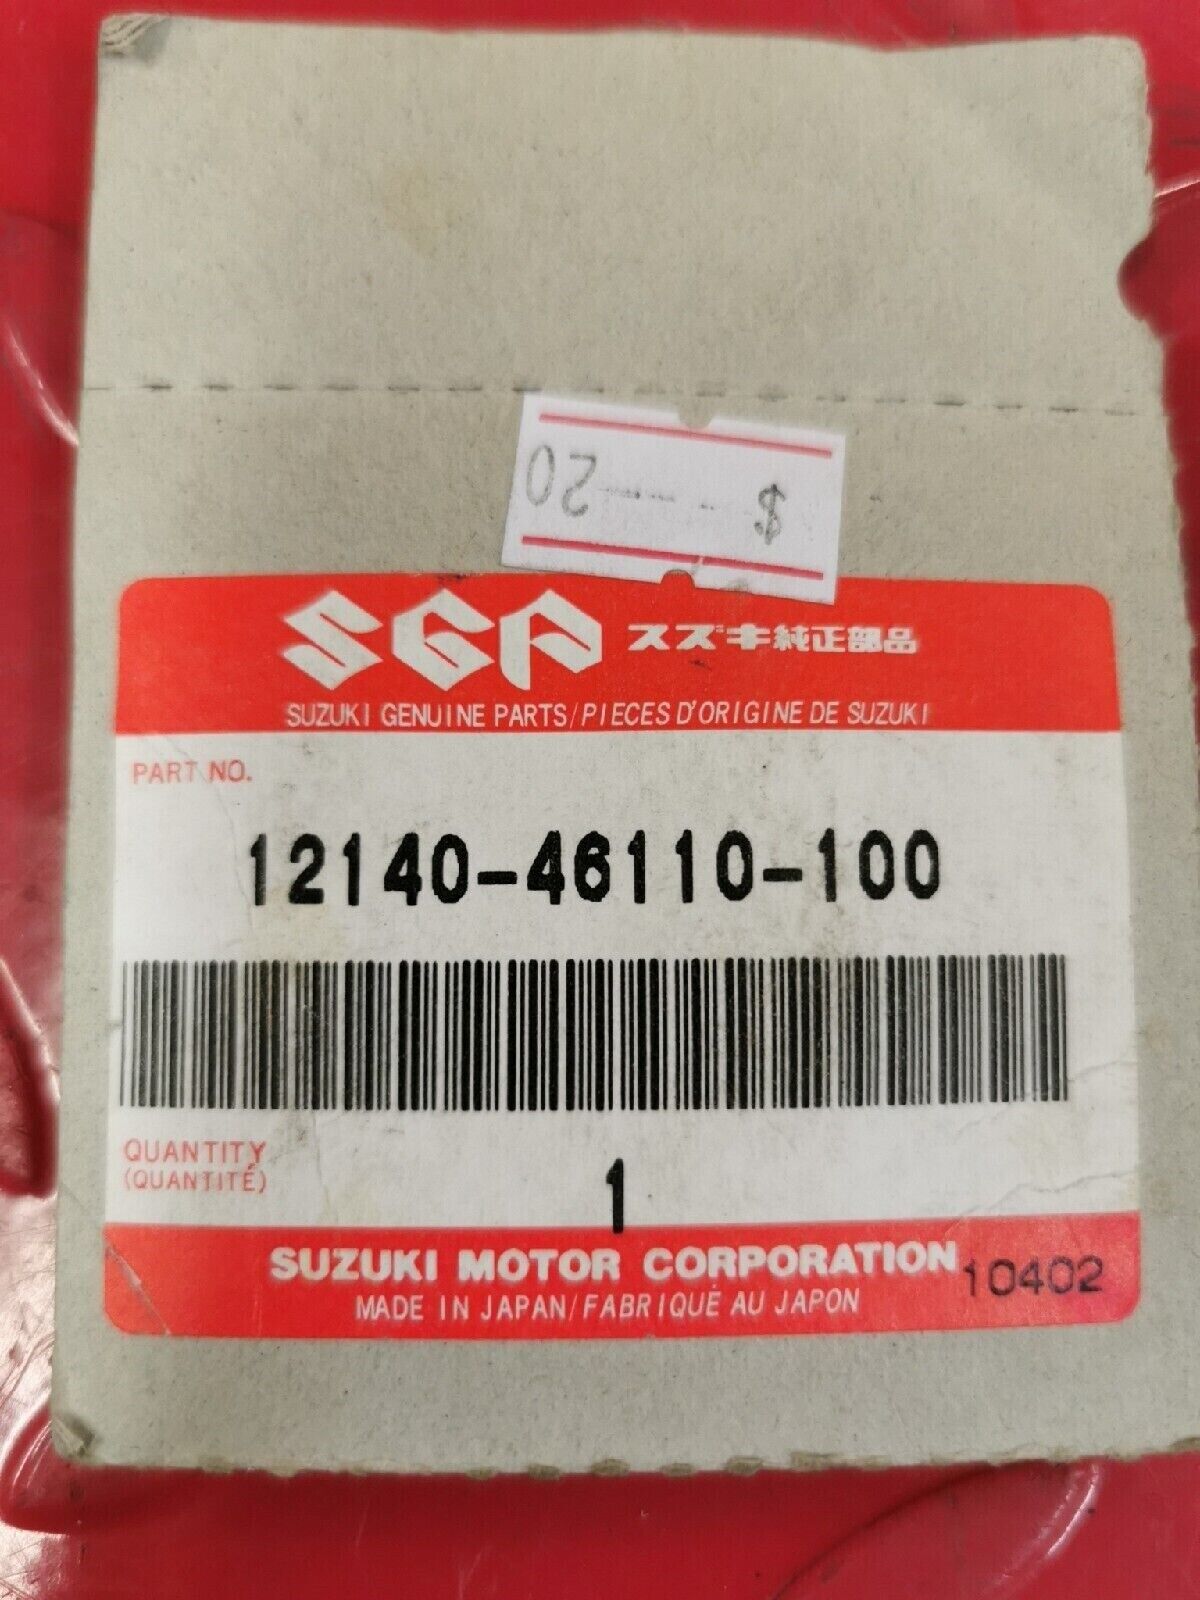 $ -- 20
SGP スズキ純正部品
SUZUKI GENUINE PARTS/PIECES D'ORIGINE DE SUZUKI
PART NO.
12140-46110-100
QUANTITY
(QUANTITÉ)
1
SUZUKI MOTOR CORPORATION 10402
MADE IN JAPAN/FABRIQUÉ AU JAPON